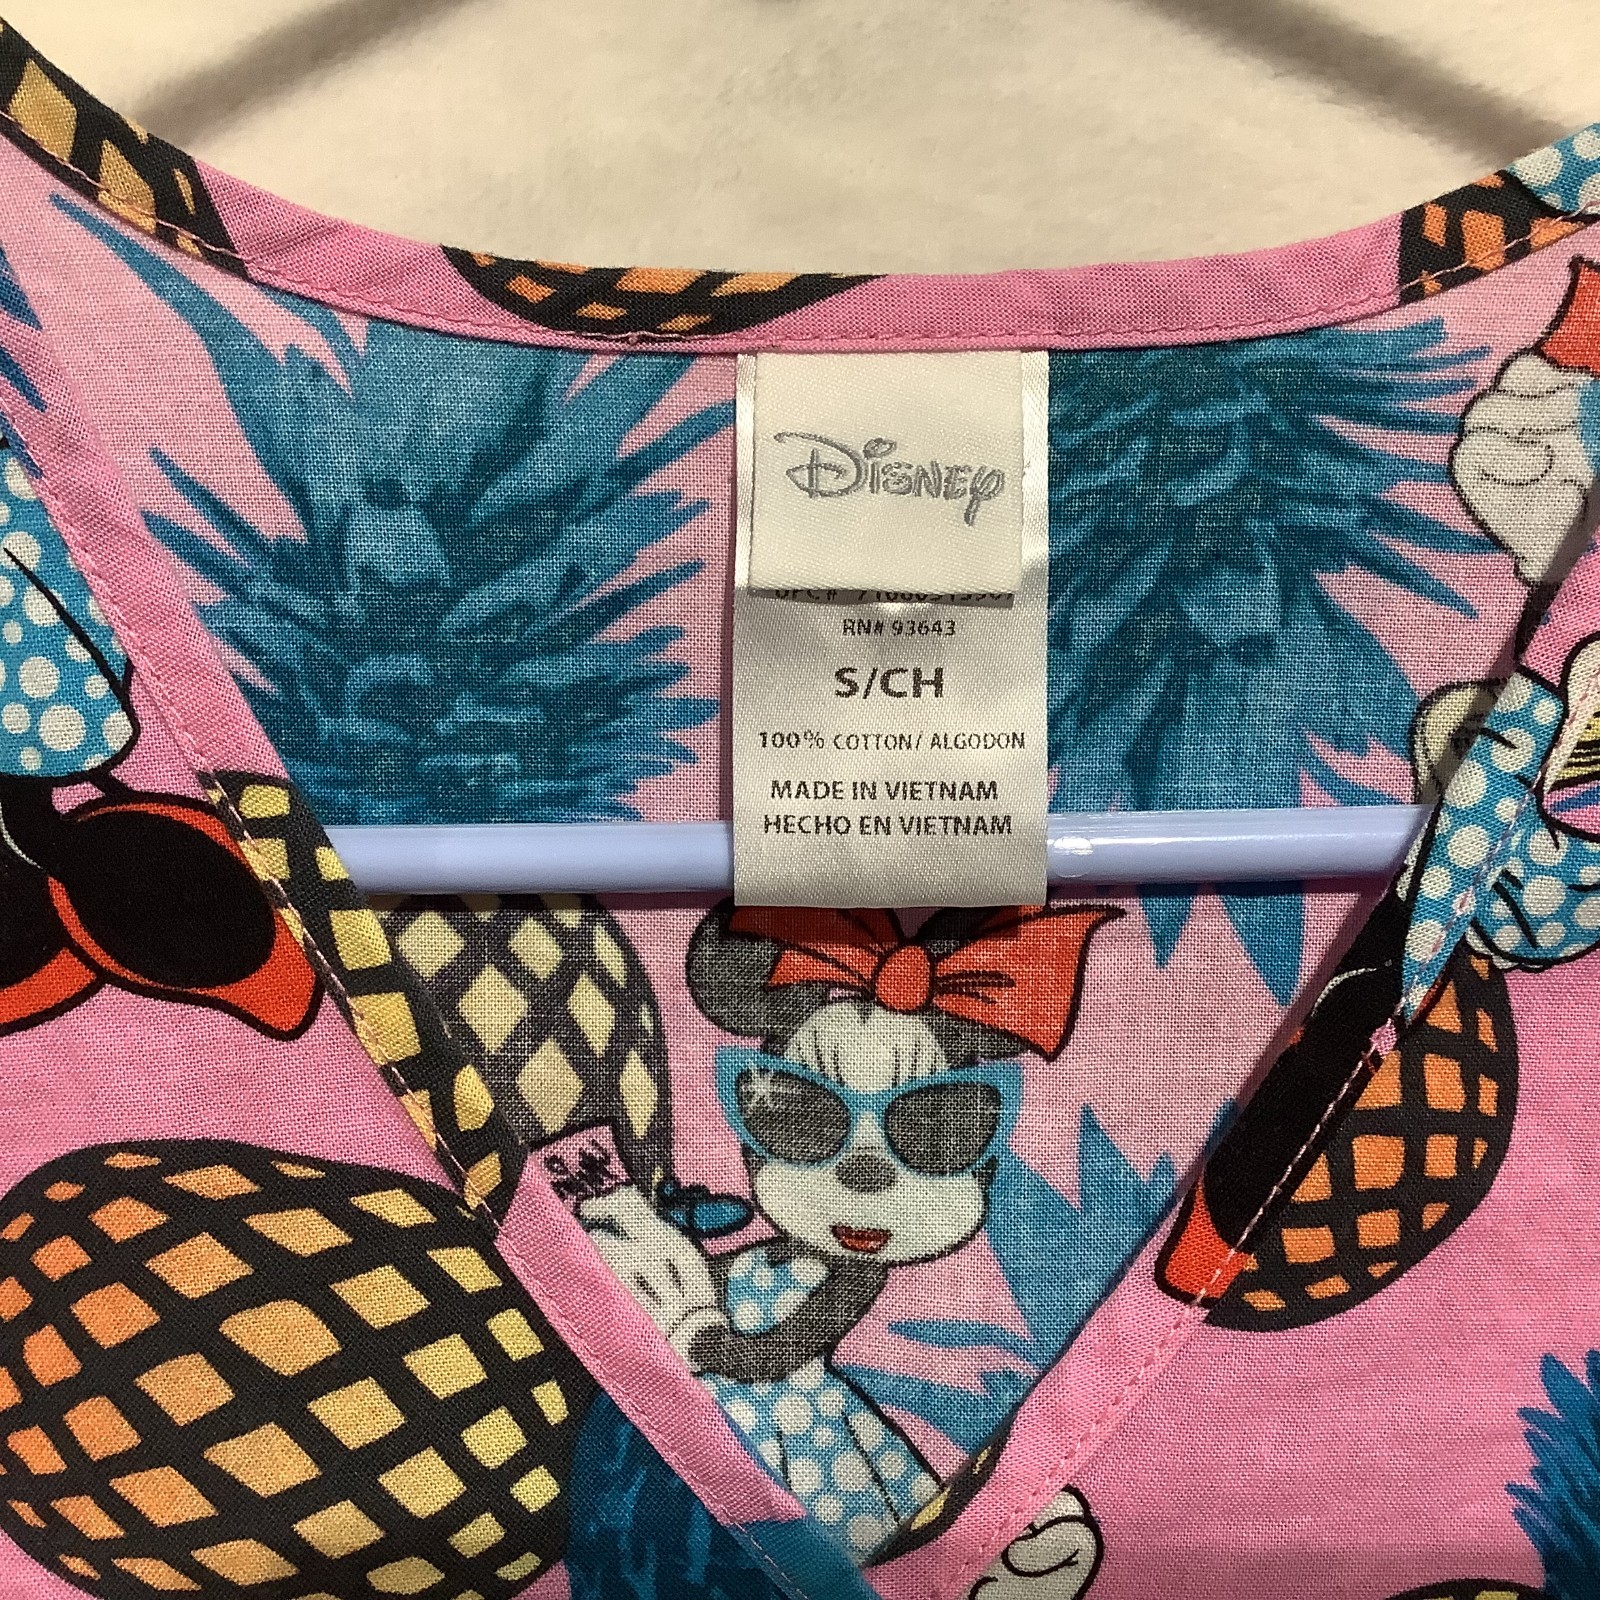 Disney
RN# 93643
S/CH
100% COTTON/ ALGODON
MADE IN VIETNAM
HECHO EN VIETNAM